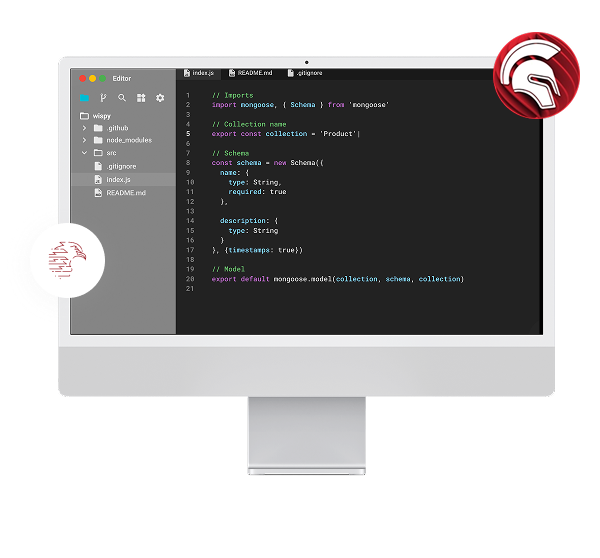 Editor
index.js
README.md
.gitignore
wispy
.github
node_modules
src
.gitignore
index.js
README.md
1 // Imports
2 import mongoose, { Schema } from 'mongoose'
3
4 // Collection name
5 export const collection = 'Product'
6
7 // Schema
8 const schema = new Schema({
9 name: {
10 type: String,
11 required: true
12 },
13
14 description: {
15 type: String
16 }
17 }, {timestamps: true})
18
19 // Model
20 export default mongoose.model(collection, schema, collection)
21